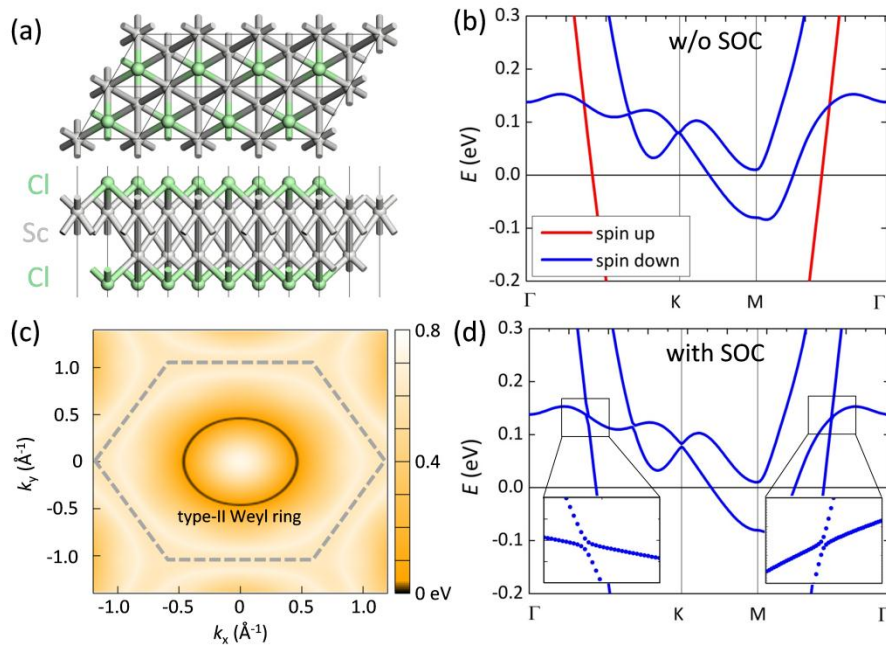 (a)
Cl
Sc
Cl
(b)
w/o SOC
E (eV)
0.3
0.2
0.1
0.0
-0.1
-0.2
spin up
spin down
Γ K M Γ
(c)
k_y (Å⁻¹)
1.0
0.5
0
-0.5
-1.0
type-II Weyl ring
-1.0 -0.5 0 0.5 1.0
k_x (Å⁻¹)
0.8
0.4
0 eV
(d)
with SOC
E (eV)
0.3
0.2
0.1
0.0
-0.1
-0.2
Γ K M Γ